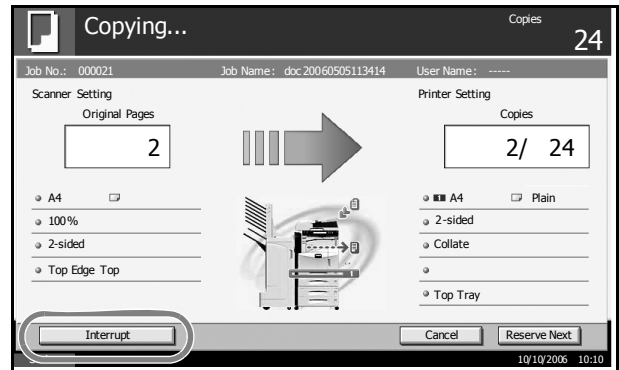 Copying...
Copies
24
Job No.: 000021 Job Name: doc20060505113414 User Name: -----
Scanner Setting
Original Pages
2
Printer Setting
Copies
2/ 24
A4
100%
2-sided
Top Edge Top
1 A4 Plain
2-sided
Collate
Top Tray
Interrupt
Cancel
Reserve Next
10/10/2006 10:10